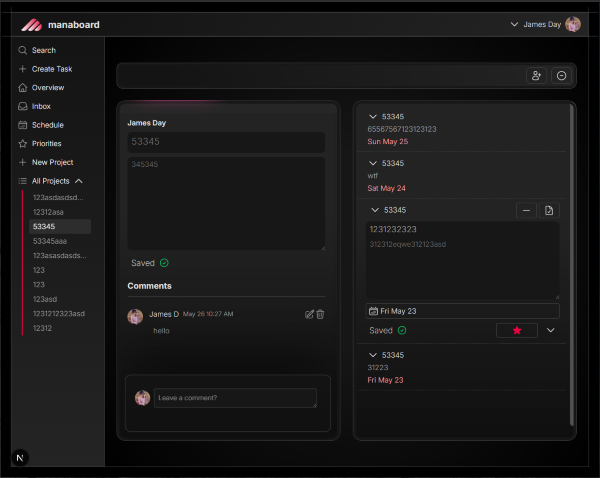 manaboard
James Day
Search
Create Task
Overview
Inbox
Schedule
Priorities
New Project
All Projects
123asdasdsd...
12312asa
53345
53345aaa
123asasdasds...
123
123
123asd
1231212323asd
12312
N
James Day
53345
345345
Saved
Comments
James D May 26 10:27 AM
hello
Leave a comment?
53345
65567567123123123
Sun May 25
53345
wtf
Sat May 24
53345
1231232323
312312eqwe312123asd
Fri May 23
Saved
53345
31223
Fri May 23